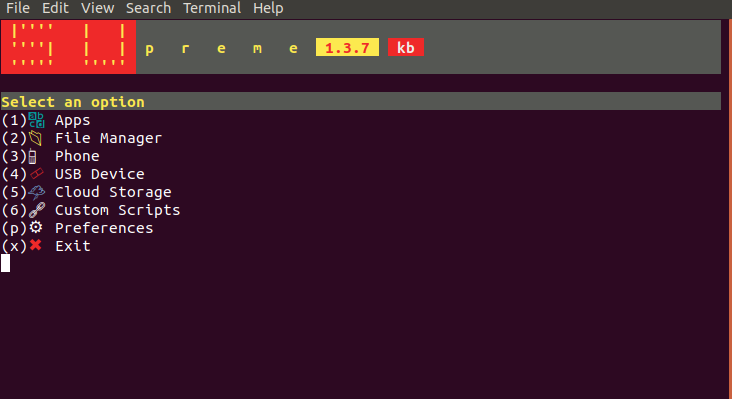 File Edit View Search Terminal Help
|'''' | |
''''| | | p r e m e 1.3.7 kb
''''' '''''
Select an option
(1) Apps
(2) File Manager
(3) Phone
(4) USB Device
(5) Cloud Storage
(6) Custom Scripts
(p) Preferences
(x) Exit